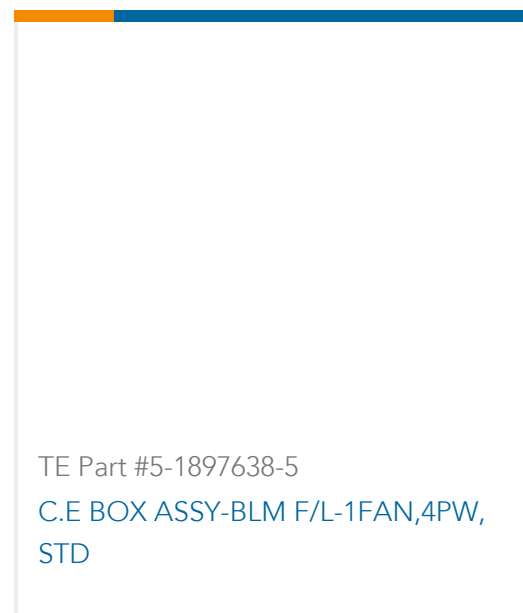 TE Part #5-1897638-5
C.E BOX ASSY-BLM F/L-1FAN,4PW,
STD